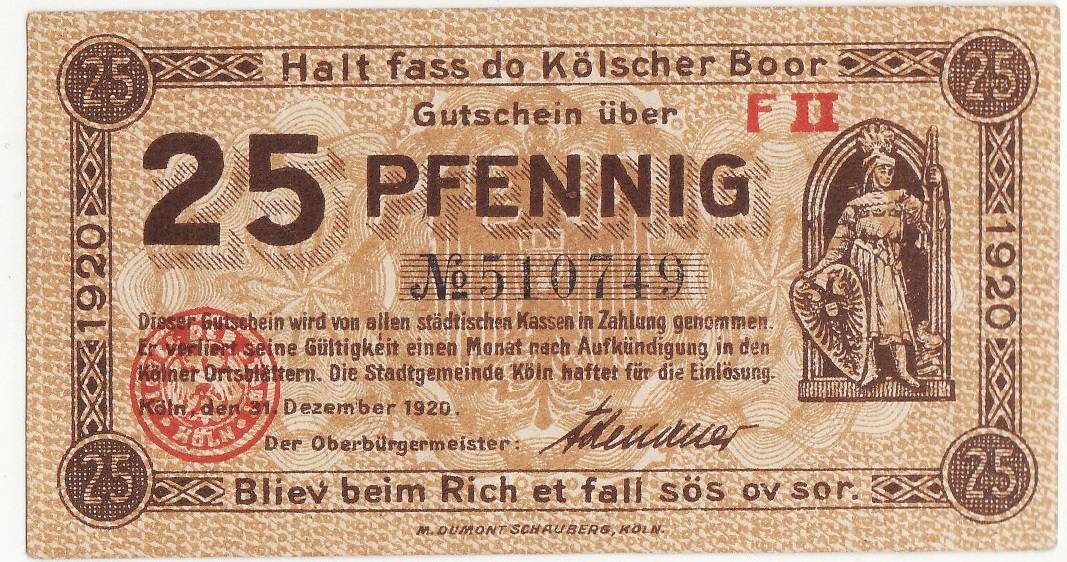 25 Halt fass do Kölscher Boor 25
Gutschein über F II
25 PFENNIG
№ 510749
1920
1920
Dieser Gutschein wird von allen städtischen Kassen in Zahlung genommen.
Er verliert seine Gültigkeit einen Monat nach Aufkündigung in den
Kölner Ortsblättern. Die Stadtgemeinde Köln haftet für die Einlösung.
Köln, den 31. Dezember 1920.
KÖLN
Der Oberbürgermeister: Adenauer
25 Bliev beim Rich et fall sös ov sor. 25
M. DUMONT SCHAUBERG, KÖLN.